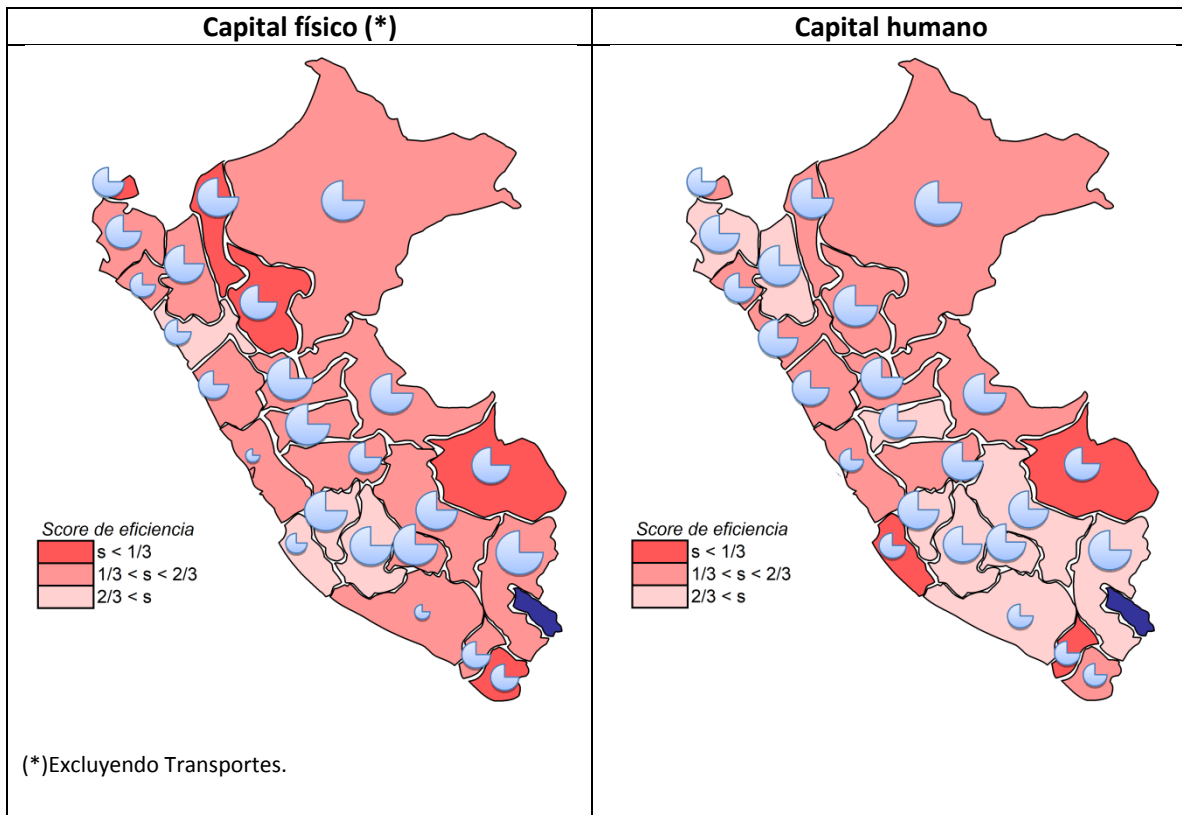 Capital físico (*)
Capital humano
Score de eficiencia
s < 1/3
1/3 < s < 2/3
2/3 < s
(*)Excluyendo Transportes.
Score de eficiencia
s < 1/3
1/3 < s < 2/3
2/3 < s